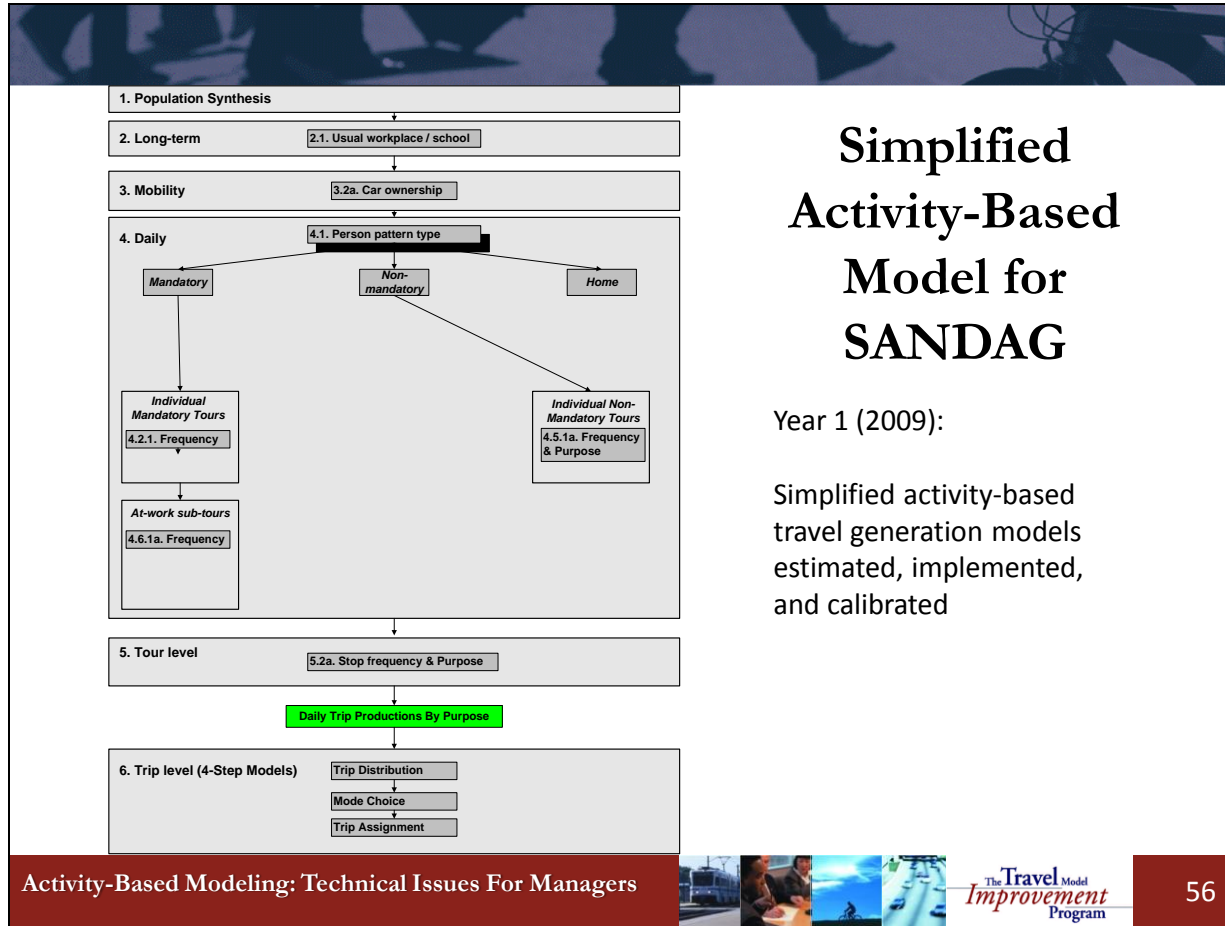 1. Population Synthesis
2. Long-term
2.1. Usual workplace / school
3. Mobility
3.2a. Car ownership
4. Daily
4.1. Person pattern type
Mandatory
Non-
mandatory
Home
Individual
Mandatory Tours
4.2.1. Frequency
Individual Non-
Mandatory Tours
4.5.1a. Frequency
& Purpose
At-work sub-tours
4.6.1a. Frequency
5. Tour level
5.2a. Stop frequency & Purpose
Daily Trip Productions By Purpose
6. Trip level (4-Step Models)
Trip Distribution
Mode Choice
Trip Assignment
Simplified
Activity-Based
Model for
SANDAG
Year 1 (2009):
Simplified activity-based
travel generation models
estimated, implemented,
and calibrated
Activity-Based Modeling: Technical Issues For Managers
The Travel Model
Improvement
Program
56